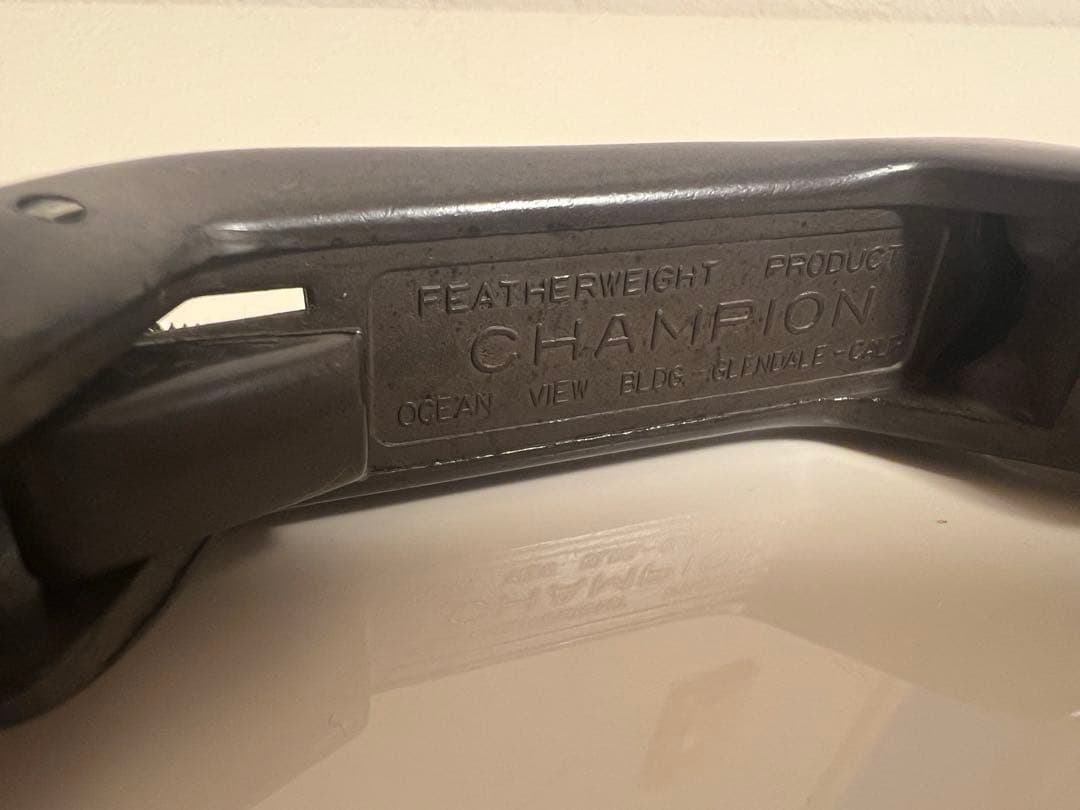 FEATHERWEIGHT PRODUCT
CHAMPION
OCEAN VIEW BLDG. - GLENDALE - CALIF